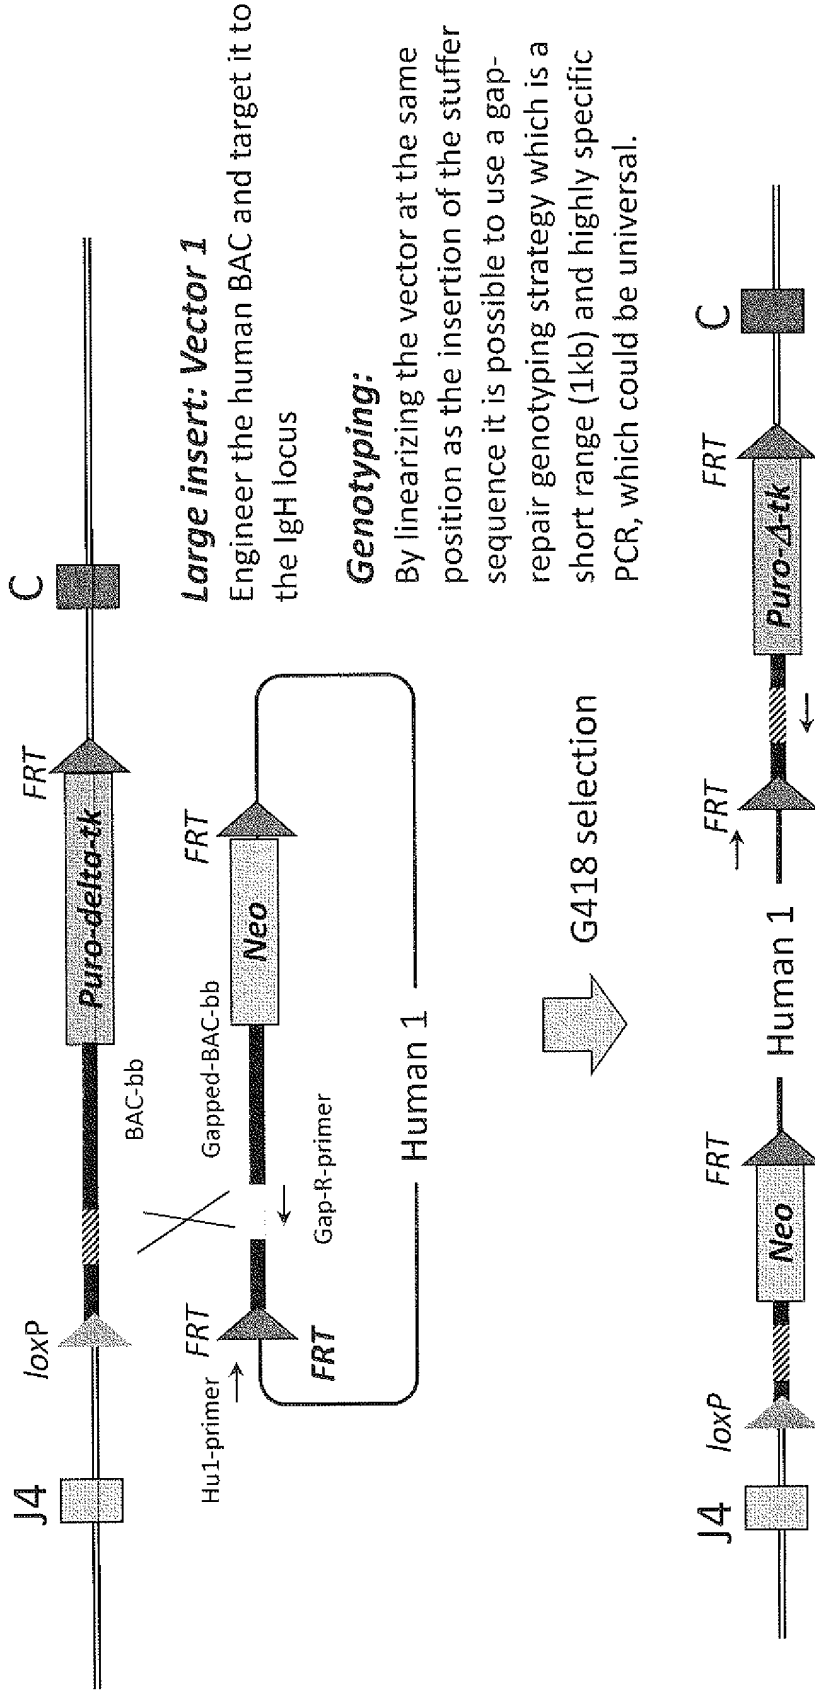 J4
loxP
FRT
C
Puro-delta-tk
BAC-bb
Hu1-primer
FRT
FRT
Gapped-BAC-bb
Neo
FRT
Gap-R-primer
Human 1
Large insert: Vector 1
Engineer the human BAC and target it to
the IgH locus
Genotyping:
By linearizing the vector at the same
position as the insertion of the stuffer
sequence it is possible to use a gap-
repair genotyping strategy which is a
short range (1kb) and highly specific
PCR, which could be universal.
G418 selection
J4
loxP
Neo
FRT
Human 1
FRT
Puro-Δ-tk
FRT
C